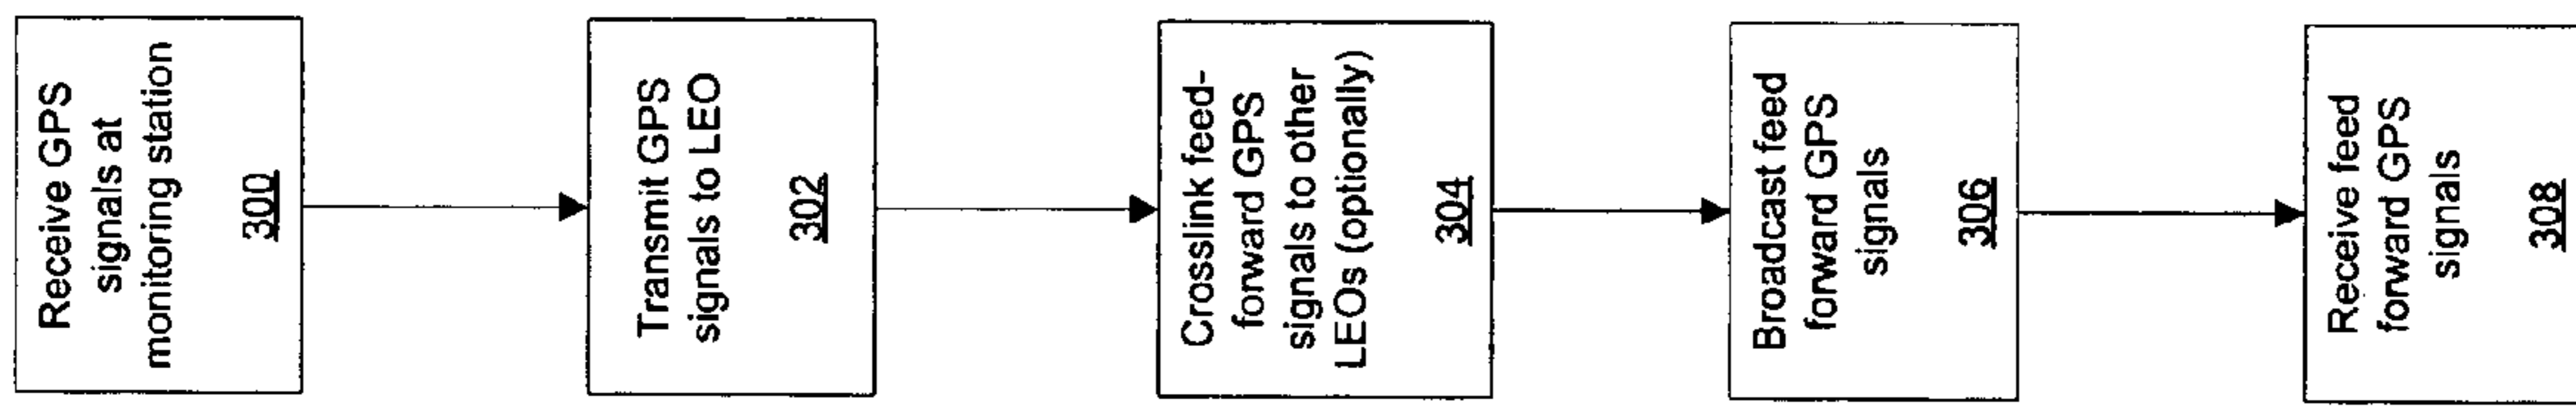 Receive GPS
signals at
monitoring station
300
Transmit GPS
signals to LEO
302
Crosslink feed-
forward GPS
signals to other
LEOs (optionally)
304
Broadcast feed
forward GPS
signals
306
Receive feed
forward GPS
signals
308